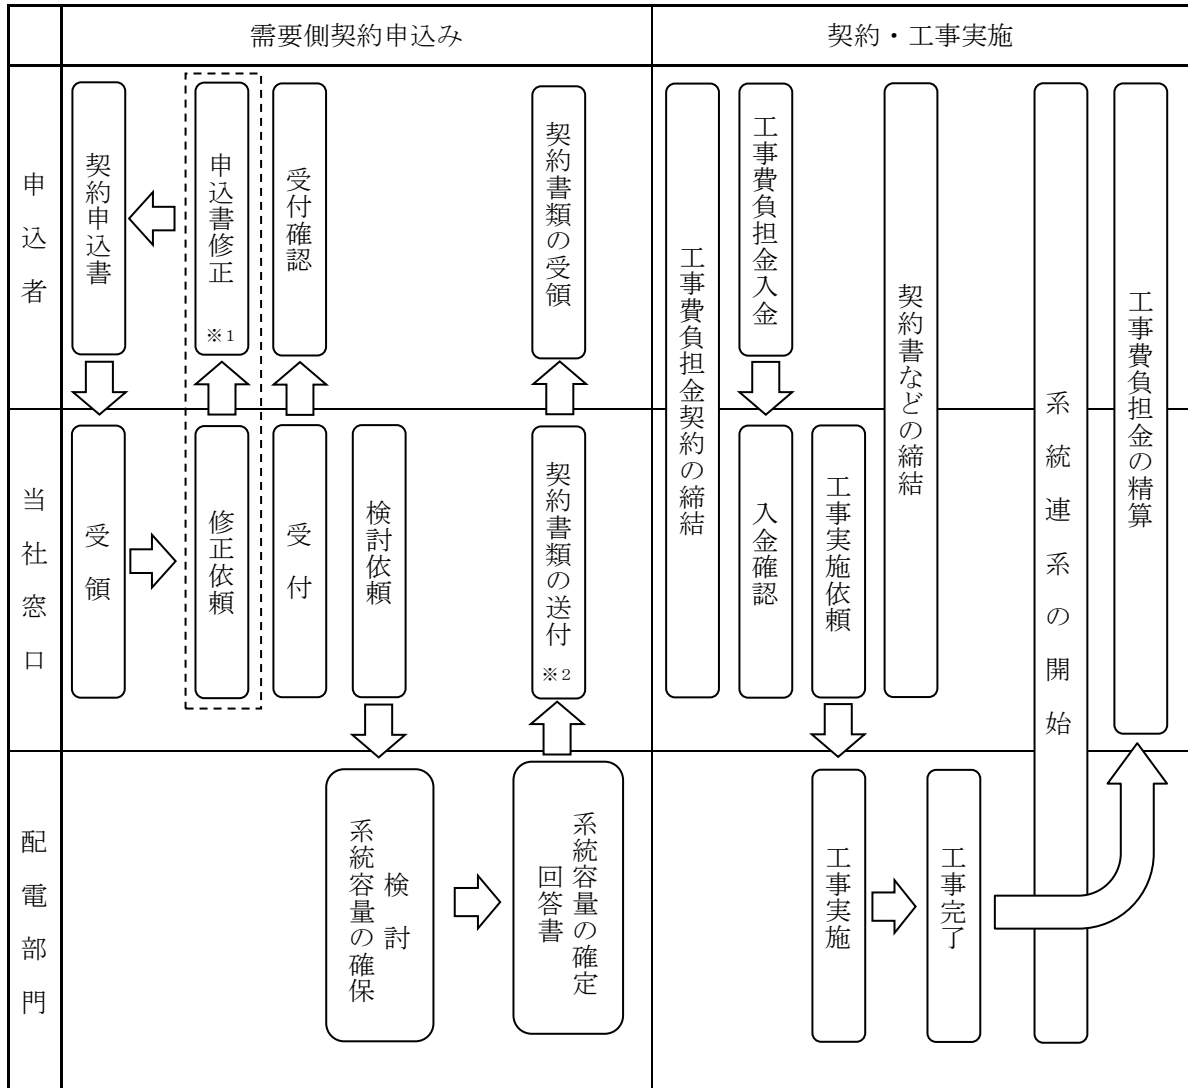 需要側契約申込み
契約・工事実施
申込者
契約申込書
申込書修正
※1
受付確認
契約書類の受領
工事費負担金契約の締結
工事費負担金入金
契約書などの締結
系統連系の開始
工事費負担金の精算
当社窓口
受領
修正依頼
受付
検討依頼
契約書類の送付
※2
入金確認
工事実施依頼
配電部門
検討
系統容量の確保
系統容量の確定
回答書
工事実施
工事完了